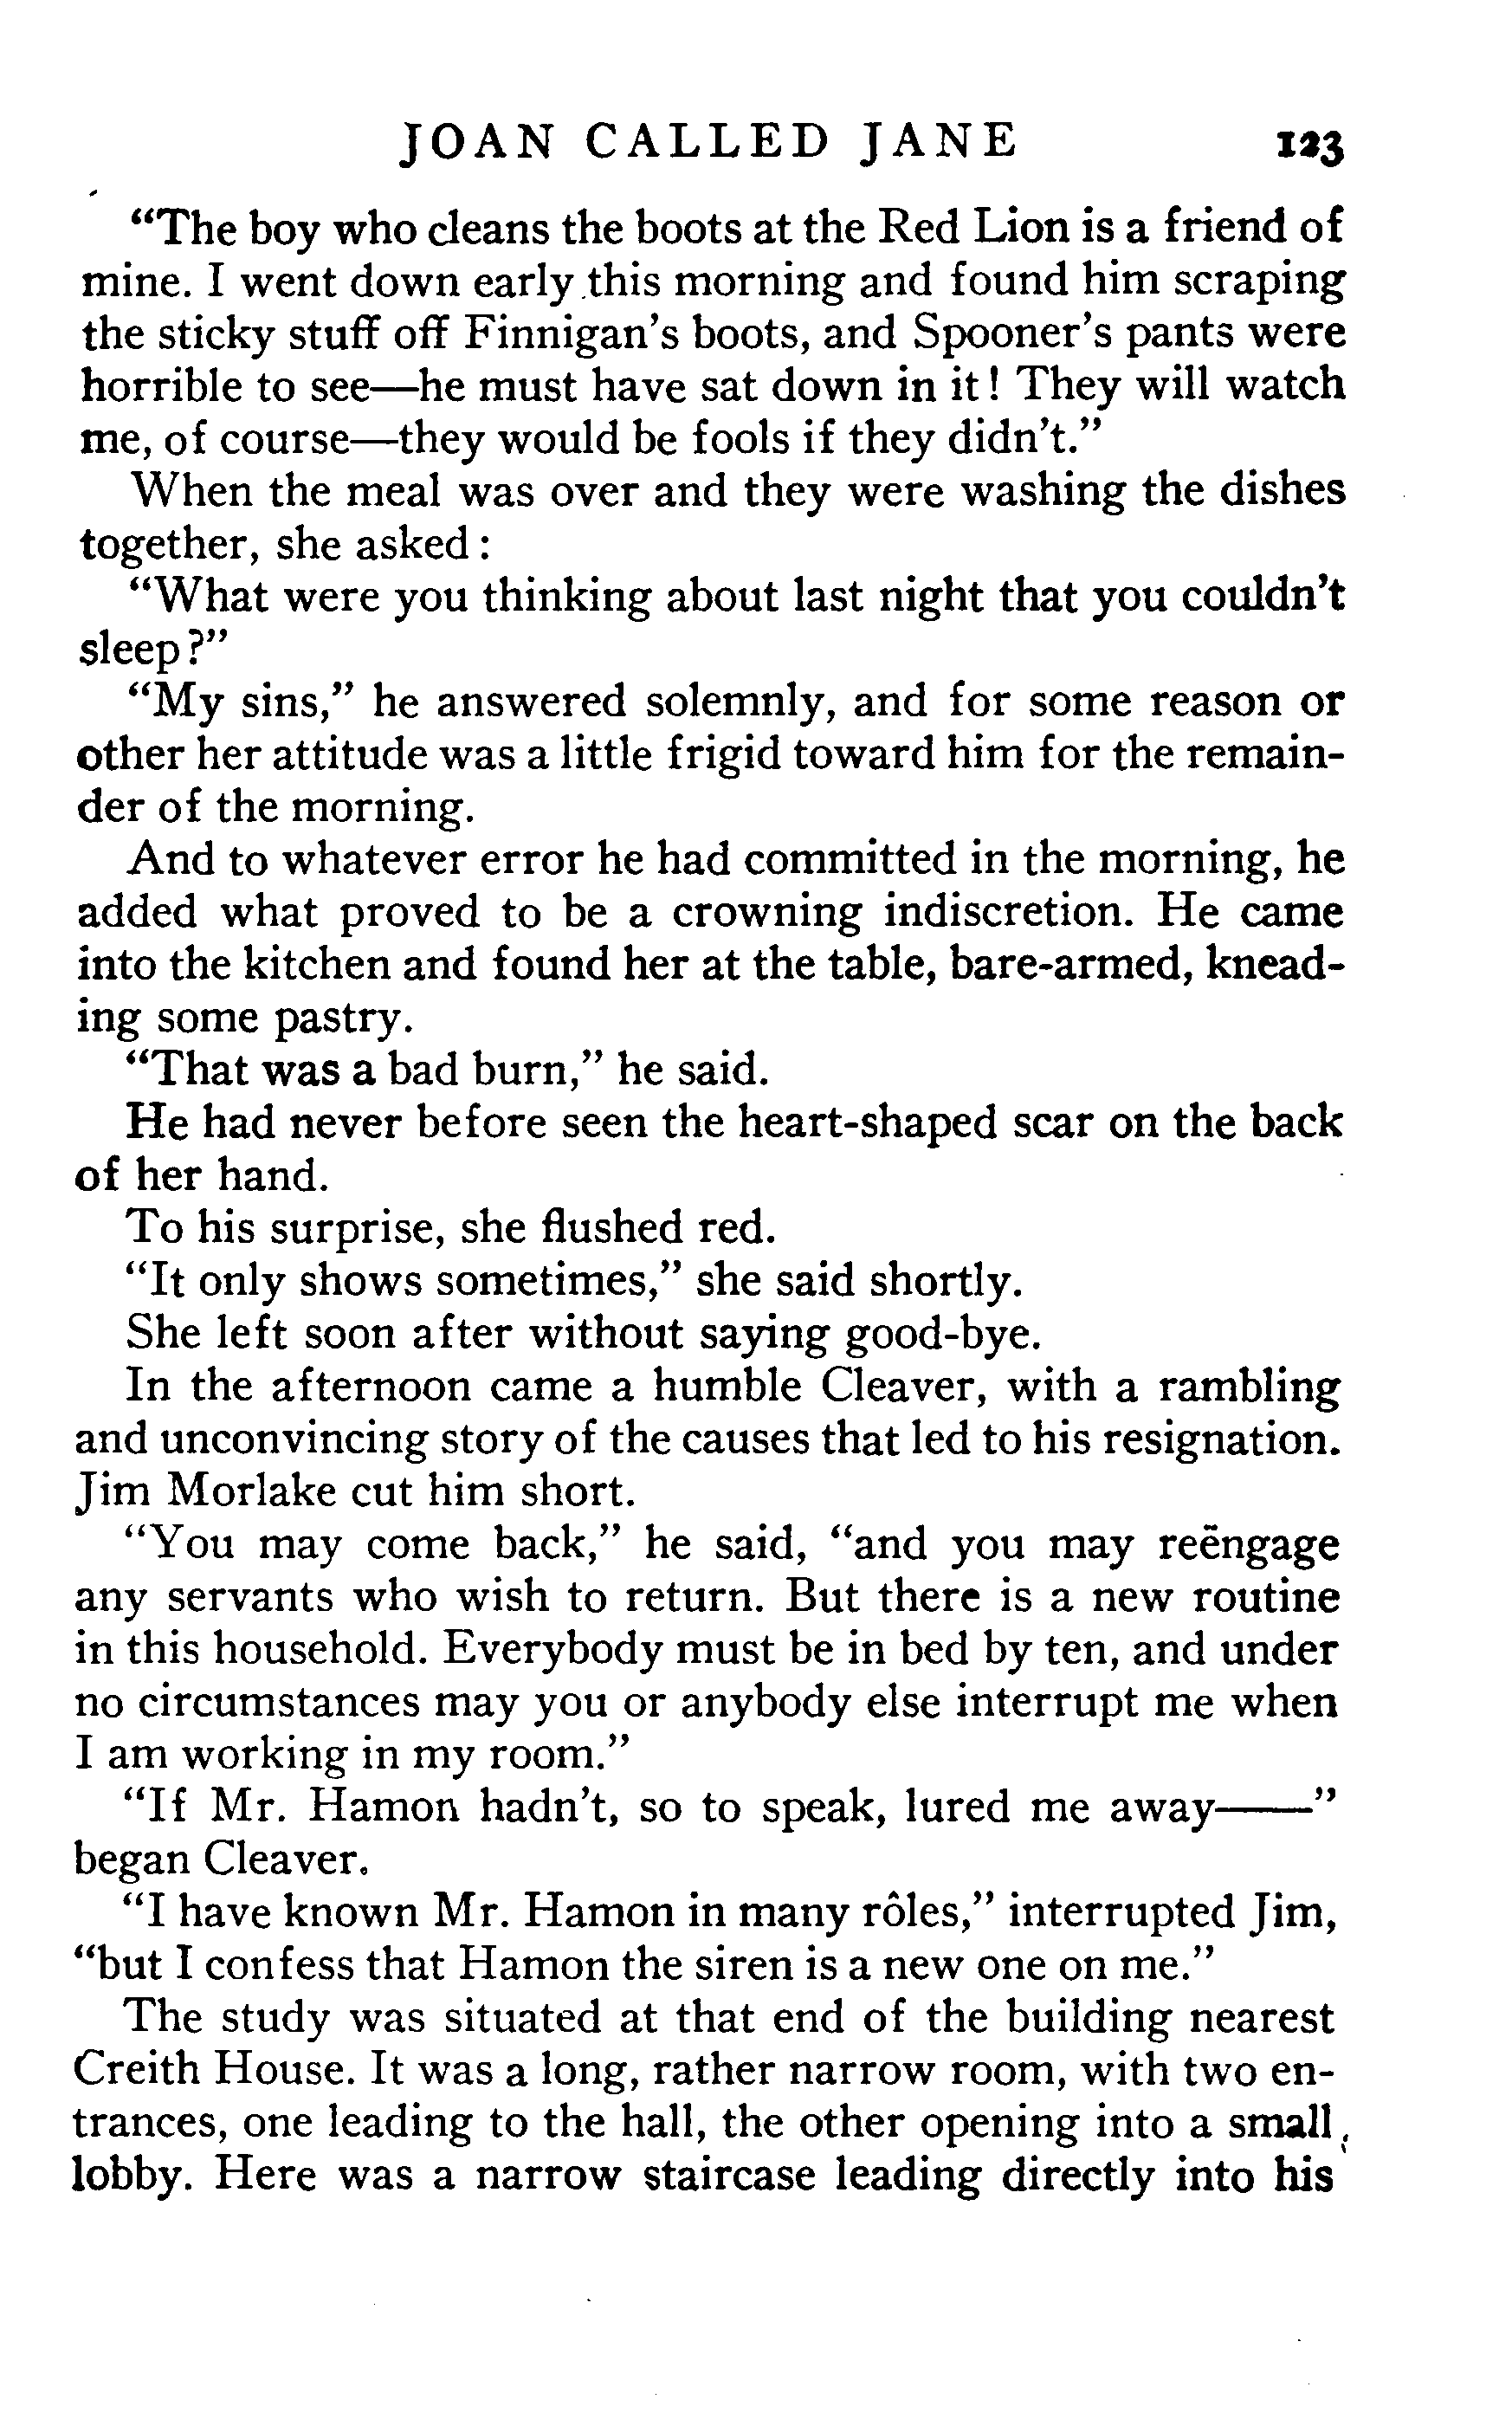 JOAN CALLED JANE 123
“The boy who cleans the boots at the Red Lion is a friend of
mine. I went down early this morning and found him scraping
the sticky stuff off Finnigan’s boots, and Spooner’s pants were
horrible to see—he must have sat down in it! They will watch
me, of course—they would be fools if they didn’t.”
When the meal was over and they were washing the dishes
together, she asked:
“What were you thinking about last night that you couldn’t
sleep?”
“My sins,” he answered solemnly, and for some reason or
other her attitude was a little frigid toward him for the remain-
der of the morning.
And to whatever error he had committed in the morning, he
added what proved to be a crowning indiscretion. He came
into the kitchen and found her at the table, bare-armed, knead-
ing some pastry.
“That was a bad burn,” he said.
He had never before seen the heart-shaped scar on the back
of her hand.
To his surprise, she flushed red.
“It only shows sometimes,” she said shortly.
She left soon after without saying good-bye.
In the afternoon came a humble Cleaver, with a rambling
and unconvincing story of the causes that led to his resignation.
Jim Morlake cut him short.
“You may come back,” he said, “and you may reëngage
any servants who wish to return. But there is a new routine
in this household. Everybody must be in bed by ten, and under
no circumstances may you or anybody else interrupt me when
I am working in my room.”
“If Mr. Hamon hadn’t, so to speak, lured me away——”
began Cleaver.
“I have known Mr. Hamon in many rôles,” interrupted Jim,
“but I confess that Hamon the siren is a new one on me.”
The study was situated at that end of the building nearest
Creith House. It was a long, rather narrow room, with two en-
trances, one leading to the hall, the other opening into a small
lobby. Here was a narrow staircase leading directly into his